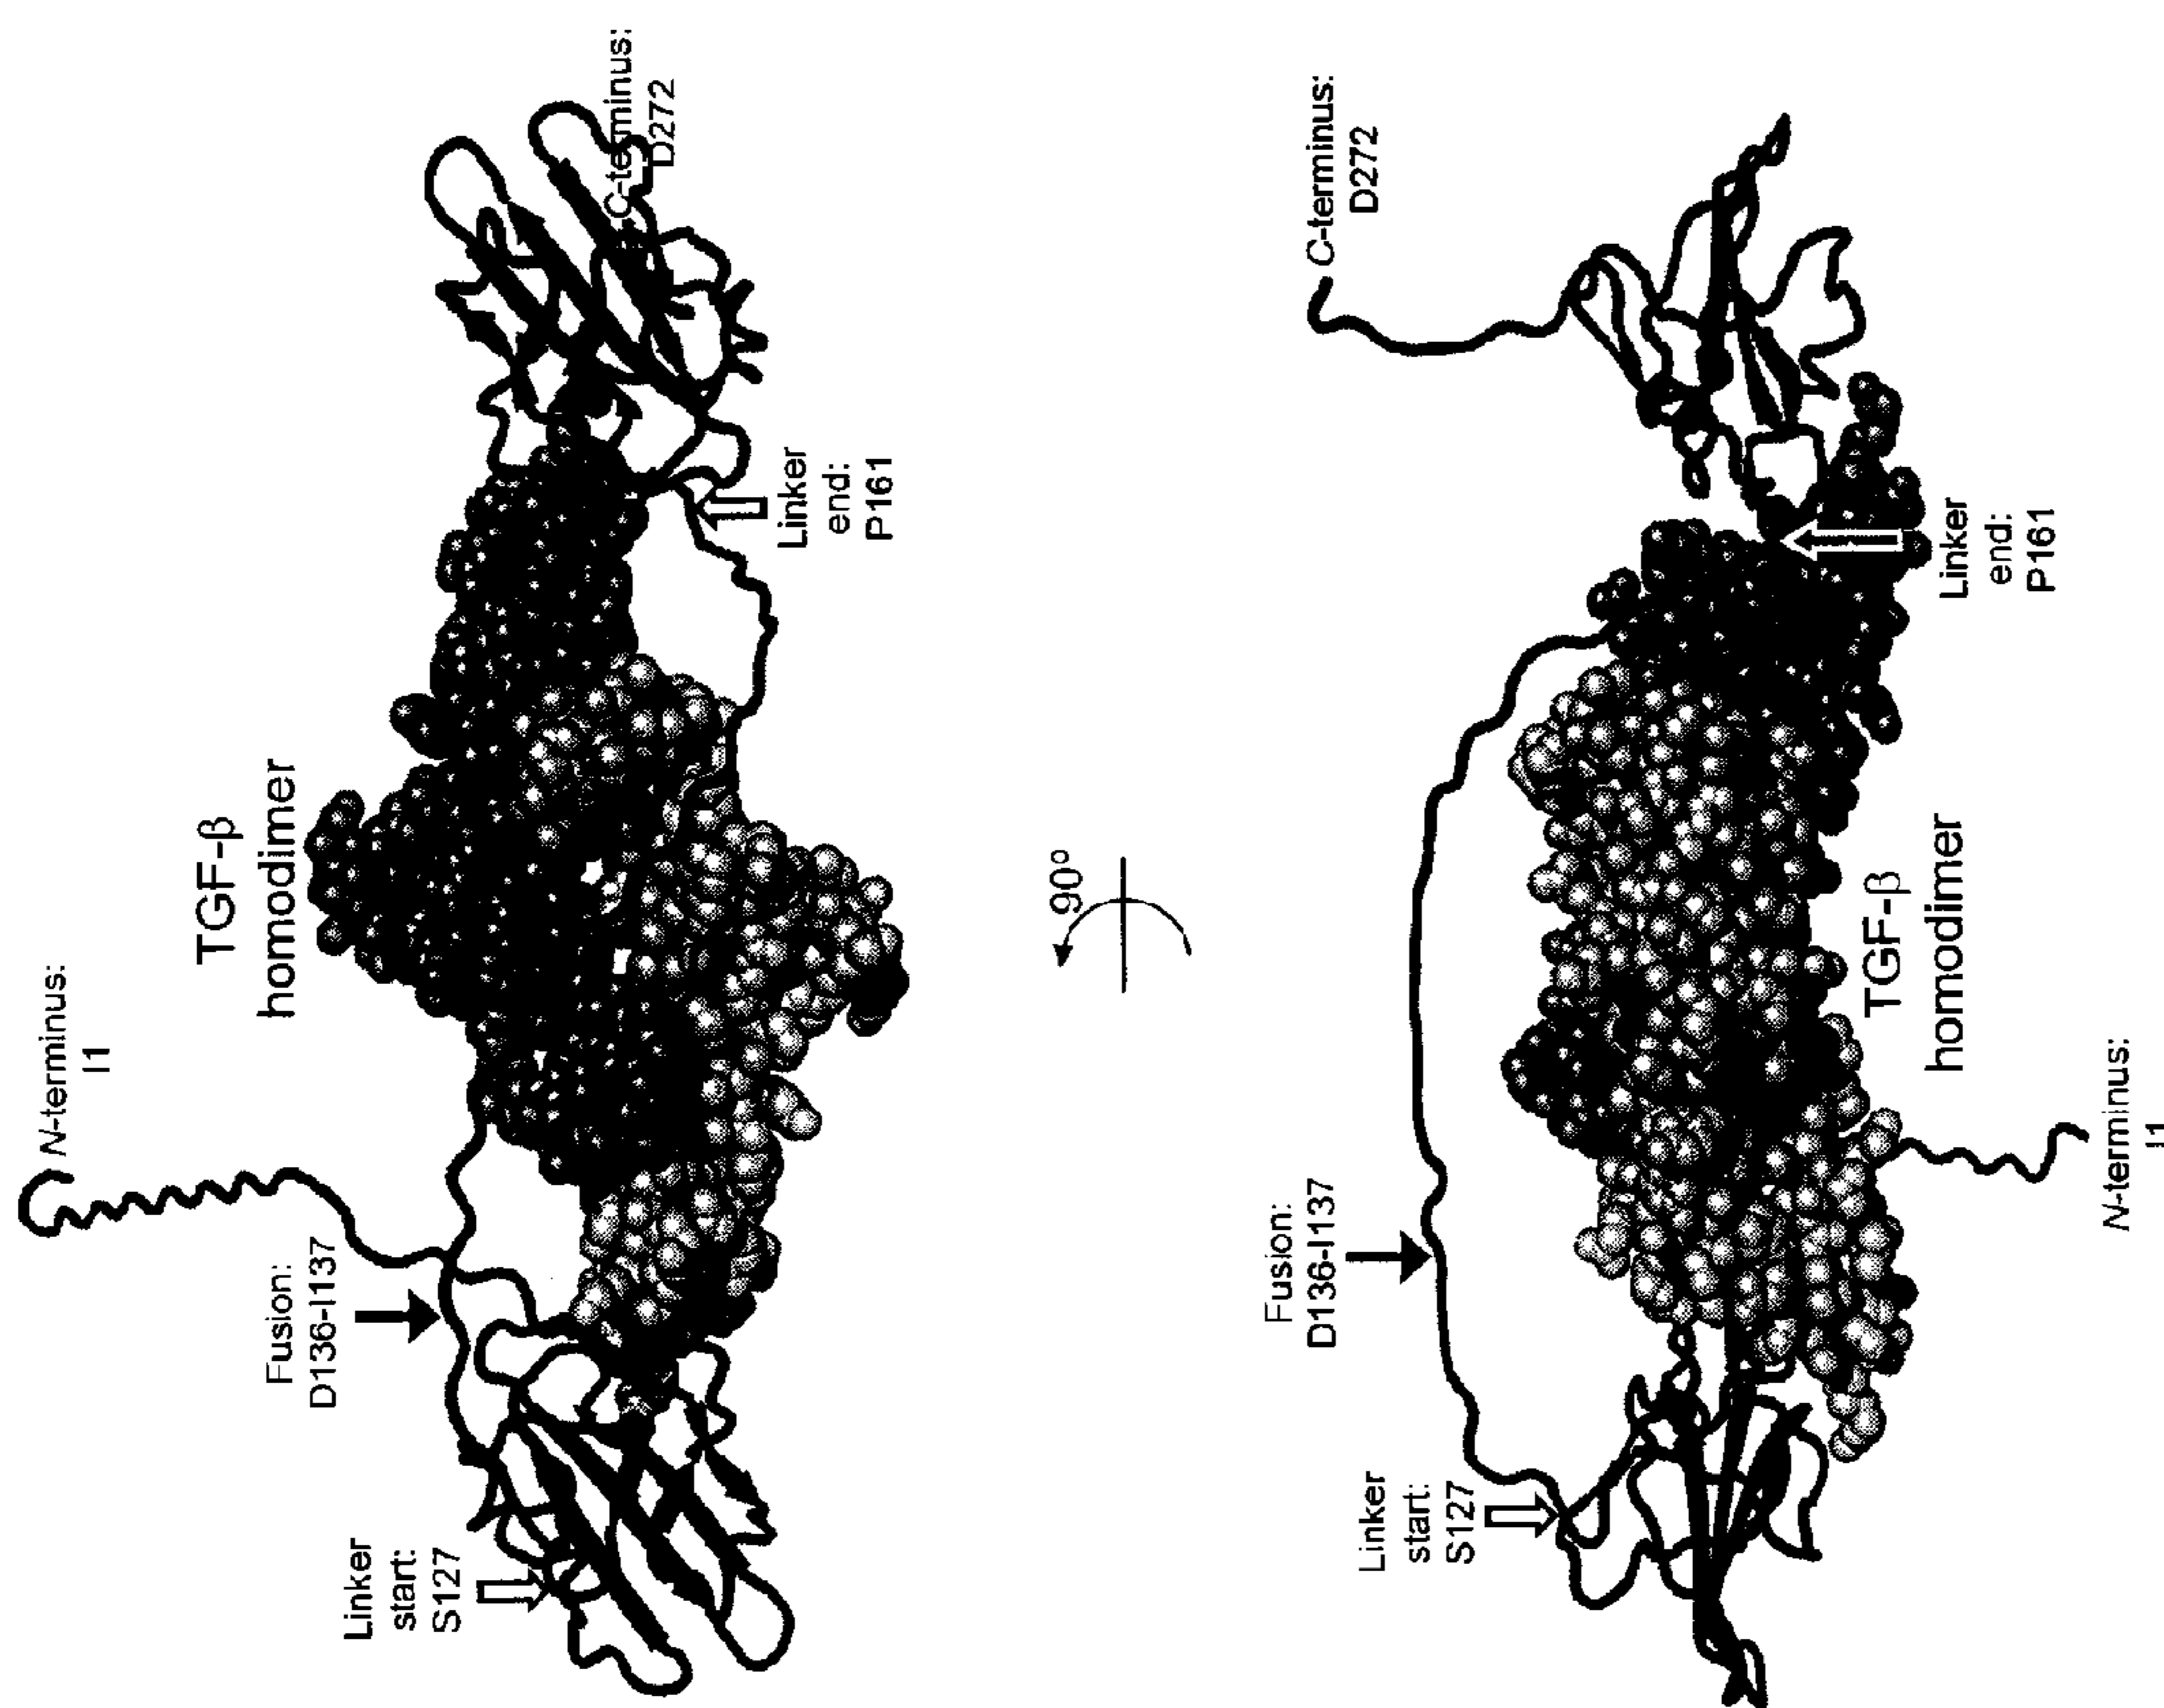 N-terminus:
I1
TGF-β
homodimer
C-terminus:
D272
Fusion:
D136-I137
Linker
start:
S127
Linker
end:
P161
90º
C-terminus:
D272
Fusion:
D136-I137
Linker
start:
S127
Linker
end:
P161
TGF-β
homodimer
N-terminus:
I1